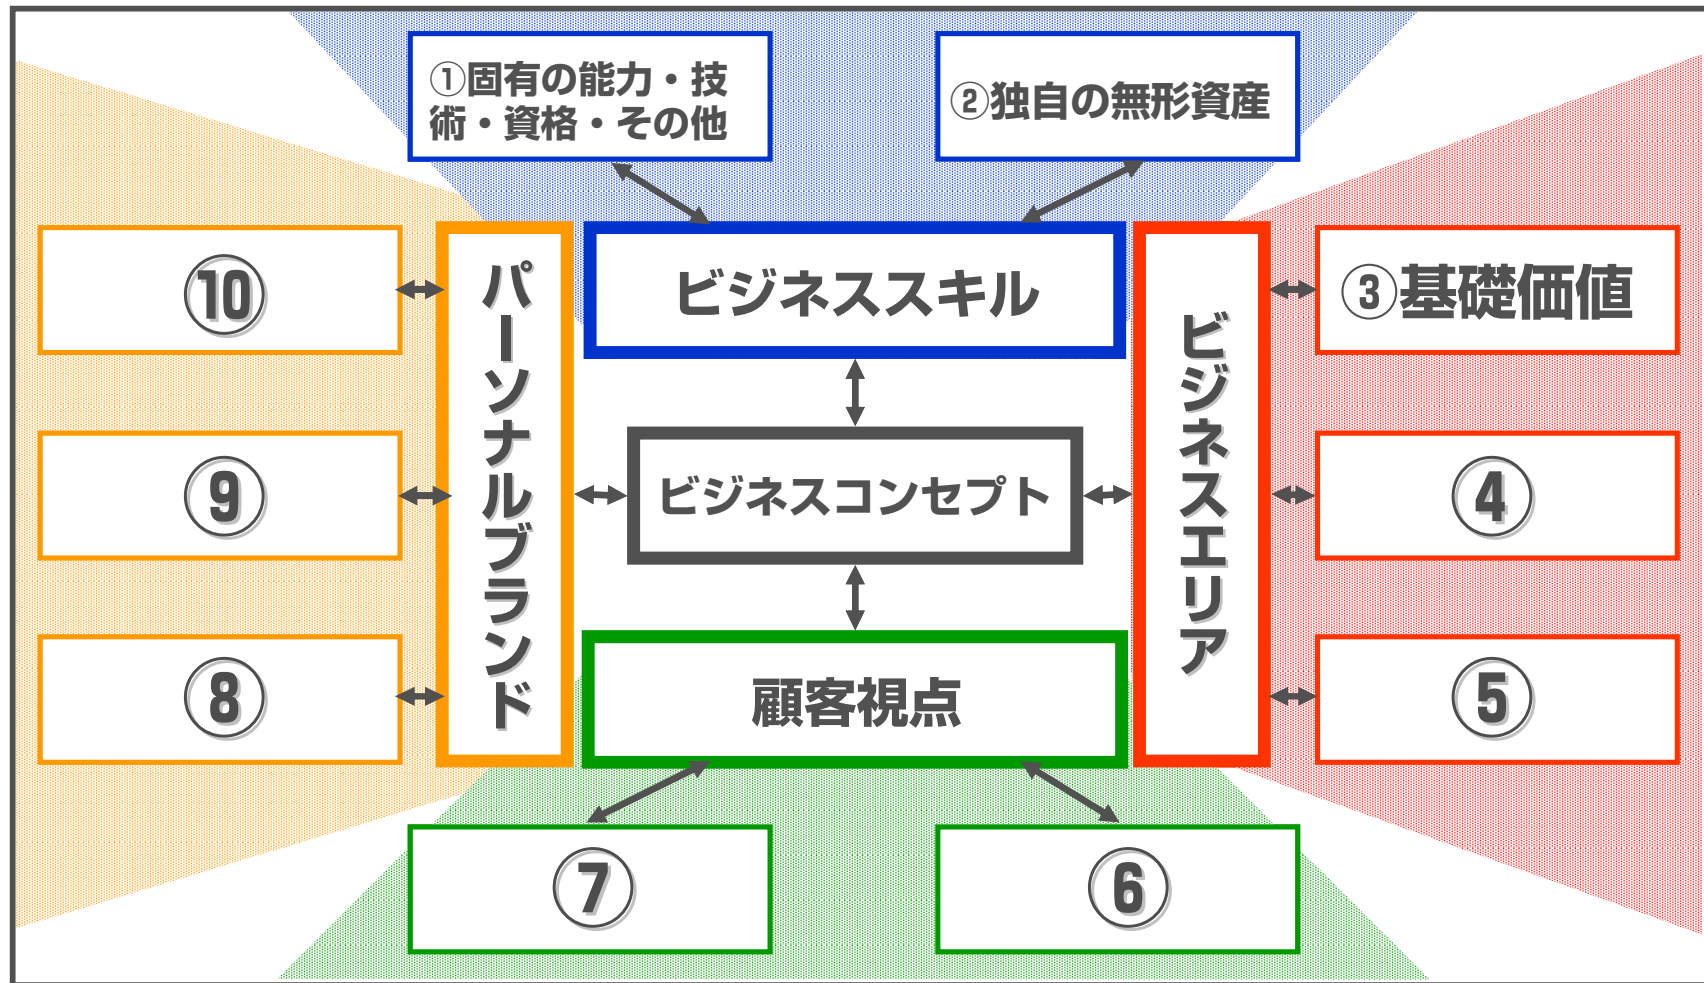 ①固有の能力・技
術・資格・その他
②独自の無形資産
⑩
パーソナルブランド
ビジネススキル
ビジネスエリア
③基礎価値
⑨
ビジネスコンセプト
④
⑧
顧客視点
⑤
⑦
⑥